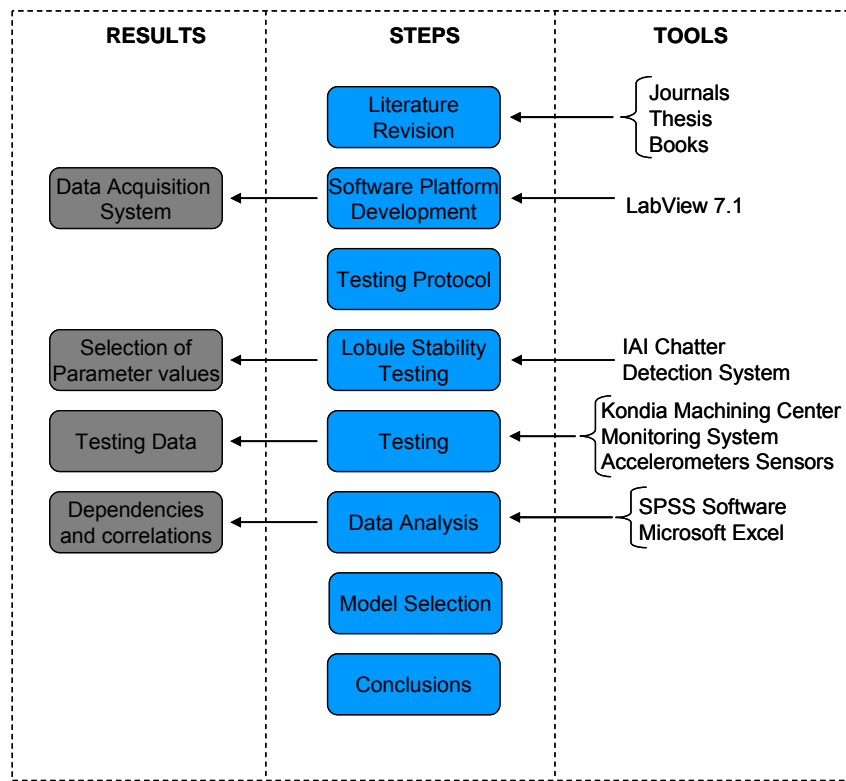 RESULTS
STEPS
TOOLS
Literature
Revision
Journals
Thesis
Books
Data Acquisition
System
Software Platform
Development
LabView 7.1
Testing Protocol
Selection of
Parameter values
Lobule Stability
Testing
IAI Chatter
Detection System
Testing Data
Testing
Kondia Machining Center
Monitoring System
Accelerometers Sensors
Dependencies
and correlations
Data Analysis
SPSS Software
Microsoft Excel
Model Selection
Conclusions